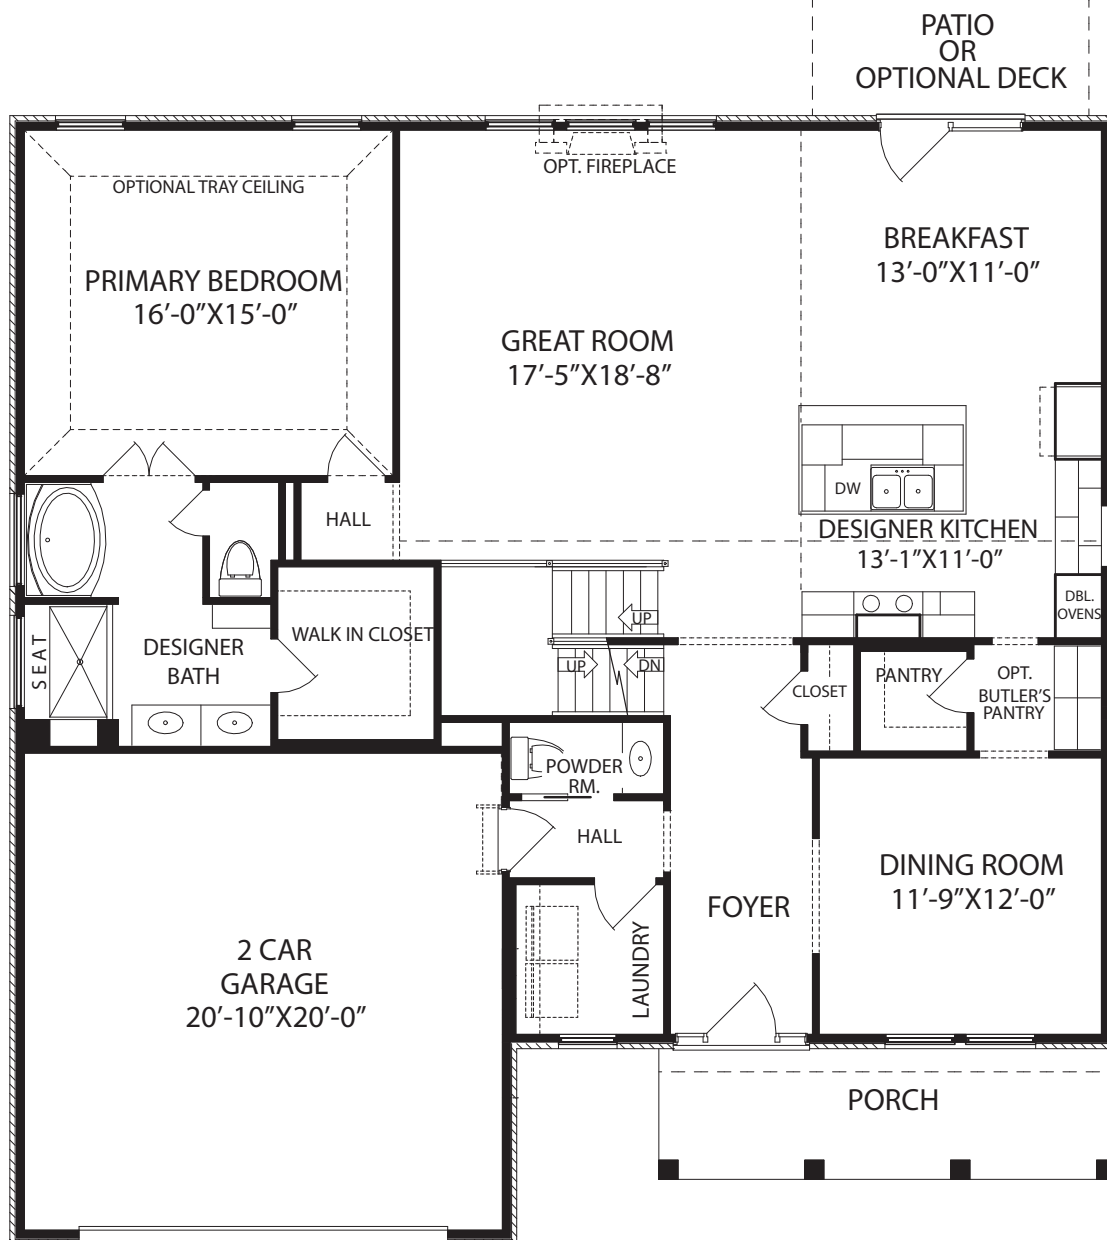 PATIO
OR
OPTIONAL DECK
OPT. FIREPLACE
OPTIONAL TRAY CEILING
BREAKFAST
13’-0”X11’-0”
PRIMARY BEDROOM
16’-0”X15’-0”
GREAT ROOM
17’-5”X18’-8”
DW
HALL
DESIGNER KITCHEN
13’-1”X11’-0”
DBL.
OVENS
UP
WALK IN CLOSET
SEAT
DESIGNER
BATH
UP
DN
CLOSET
PANTRY
OPT.
BUTLER’S
PANTRY
POWDER
RM.
HALL
DINING ROOM
11’-9”X12’-0”
FOYER
LAUNDRY
2 CAR
GARAGE
20’-10”X20’-0”
PORCH